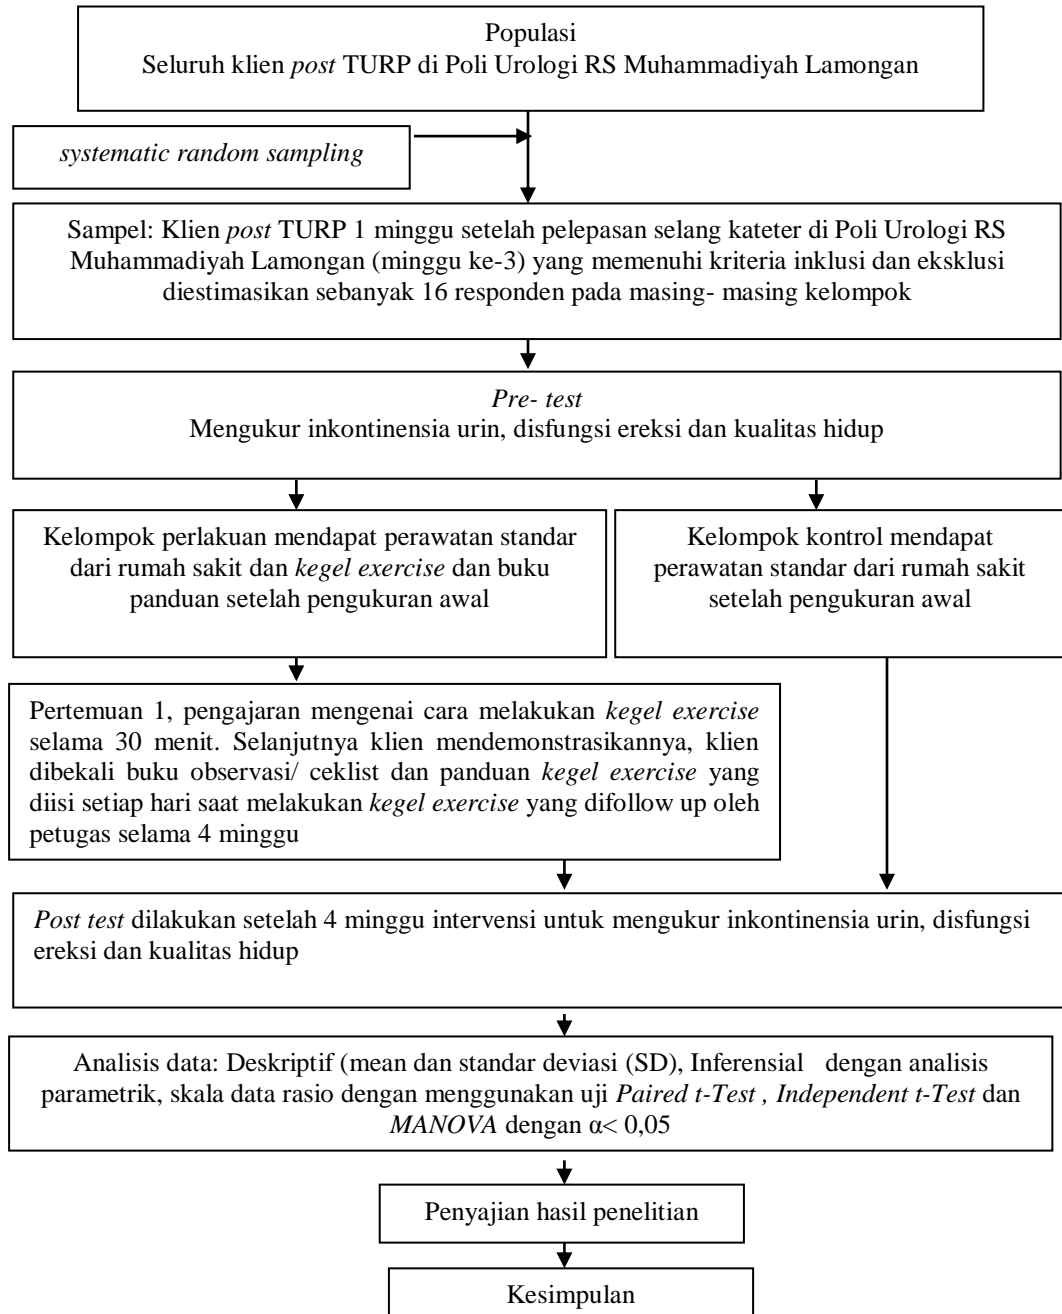 Populasi
Seluruh klien post TURP di Poli Urologi RS Muhammadiyah Lamongan
systematic random sampling
Sampel: Klien post TURP 1 minggu setelah pelepasan selang kateter di Poli Urologi RS
Muhammadiyah Lamongan (minggu ke-3) yang memenuhi kriteria inklusi dan eksklusi
diestimasikan sebanyak 16 responden pada masing- masing kelompok
Pre- test
Mengukur inkontinensia urin, disfungsi ereksi dan kualitas hidup
Kelompok perlakuan mendapat perawatan standar
dari rumah sakit dan kegel exercise dan buku
panduan setelah pengukuran awal
Kelompok kontrol mendapat
perawatan standar dari rumah sakit
setelah pengukuran awal
Pertemuan 1, pengajaran mengenai cara melakukan kegel exercise
selama 30 menit. Selanjutnya klien mendemonstrasikannya, klien
dibekali buku observasi/ ceklist dan panduan kegel exercise yang
diisi setiap hari saat melakukan kegel exercise yang difollow up oleh
petugas selama 4 minggu
Post test dilakukan setelah 4 minggu intervensi untuk mengukur inkontinensia urin, disfungsi
ereksi dan kualitas hidup
Analisis data: Deskriptif (mean dan standar deviasi (SD), Inferensial dengan analisis
parametrik, skala data rasio dengan menggunakan uji Paired t-Test , Independent t-Test dan
MANOVA dengan α< 0,05
Penyajian hasil penelitian
Kesimpulan